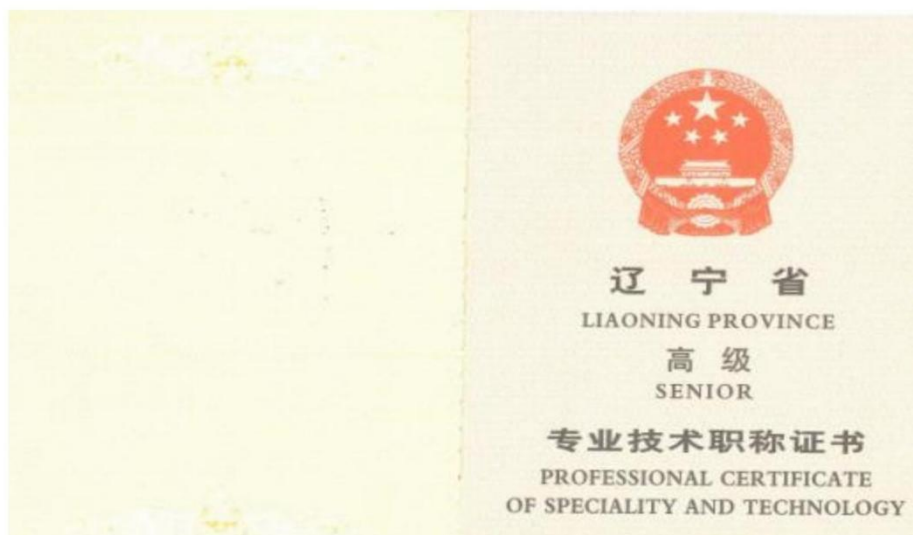 辽宁省
LIAONING PROVINCE
高级
SENIOR
专业技术职称证书
PROFESSIONAL CERTIFICATE
OF SPECIALITY AND TECHNOLOGY